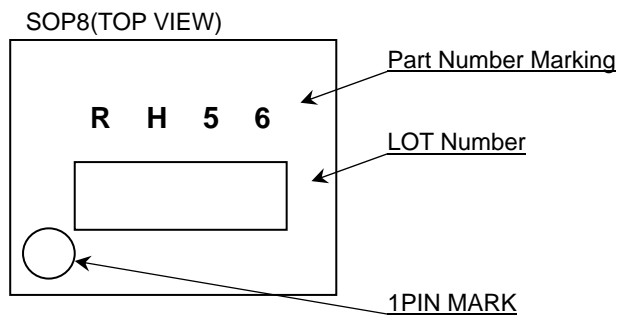 SOP8(TOP VIEW)
Part Number Marking
R H 5 6
LOT Number
1PIN MARK